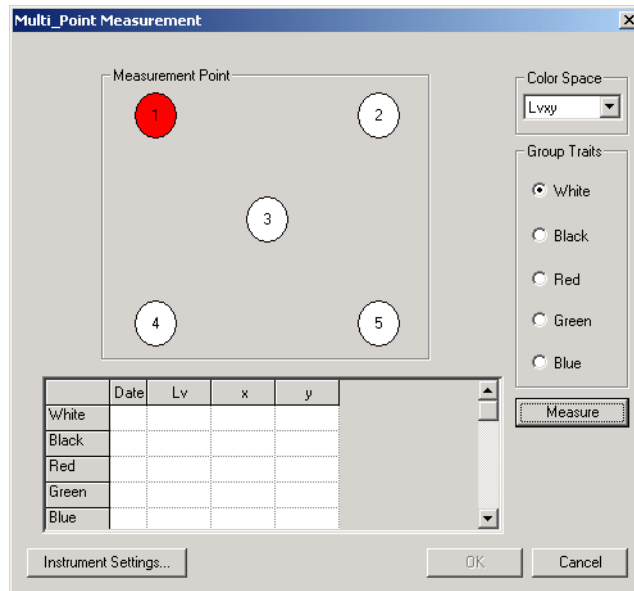 Multi_Point Measurement
Measurement Point
1
2
3
4
5
Color Space
Lvxy
Group Traits
White
Black
Red
Green
Blue
Measure
Date Lv x y
White
Black
Red
Green
Blue
Instrument Settings...
OK
Cancel